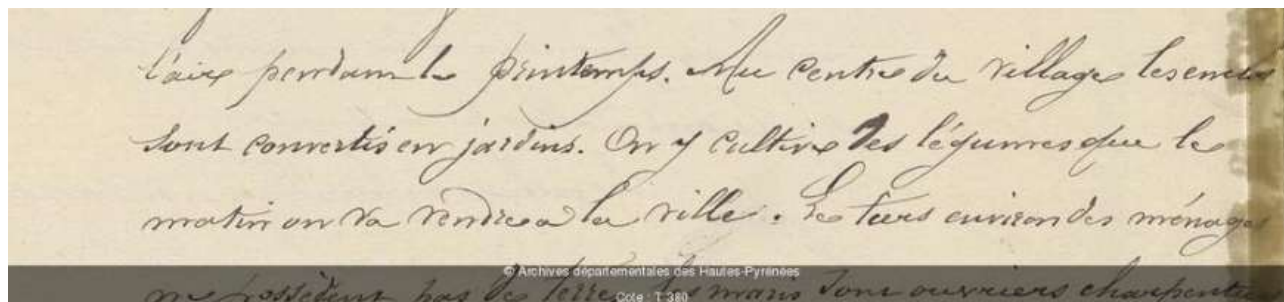 l'air pendant le printemps. Au centre du village les enclos
sont convertis en jardins. On y cultive des légumes que le
matin on va vendre à la ville. Le tiers environ des ménages
© Archives départementales des Hautes-Pyrénées
ne possèdent pas de terre, les maris sont ouvriers charpentiers
Cote : T 380